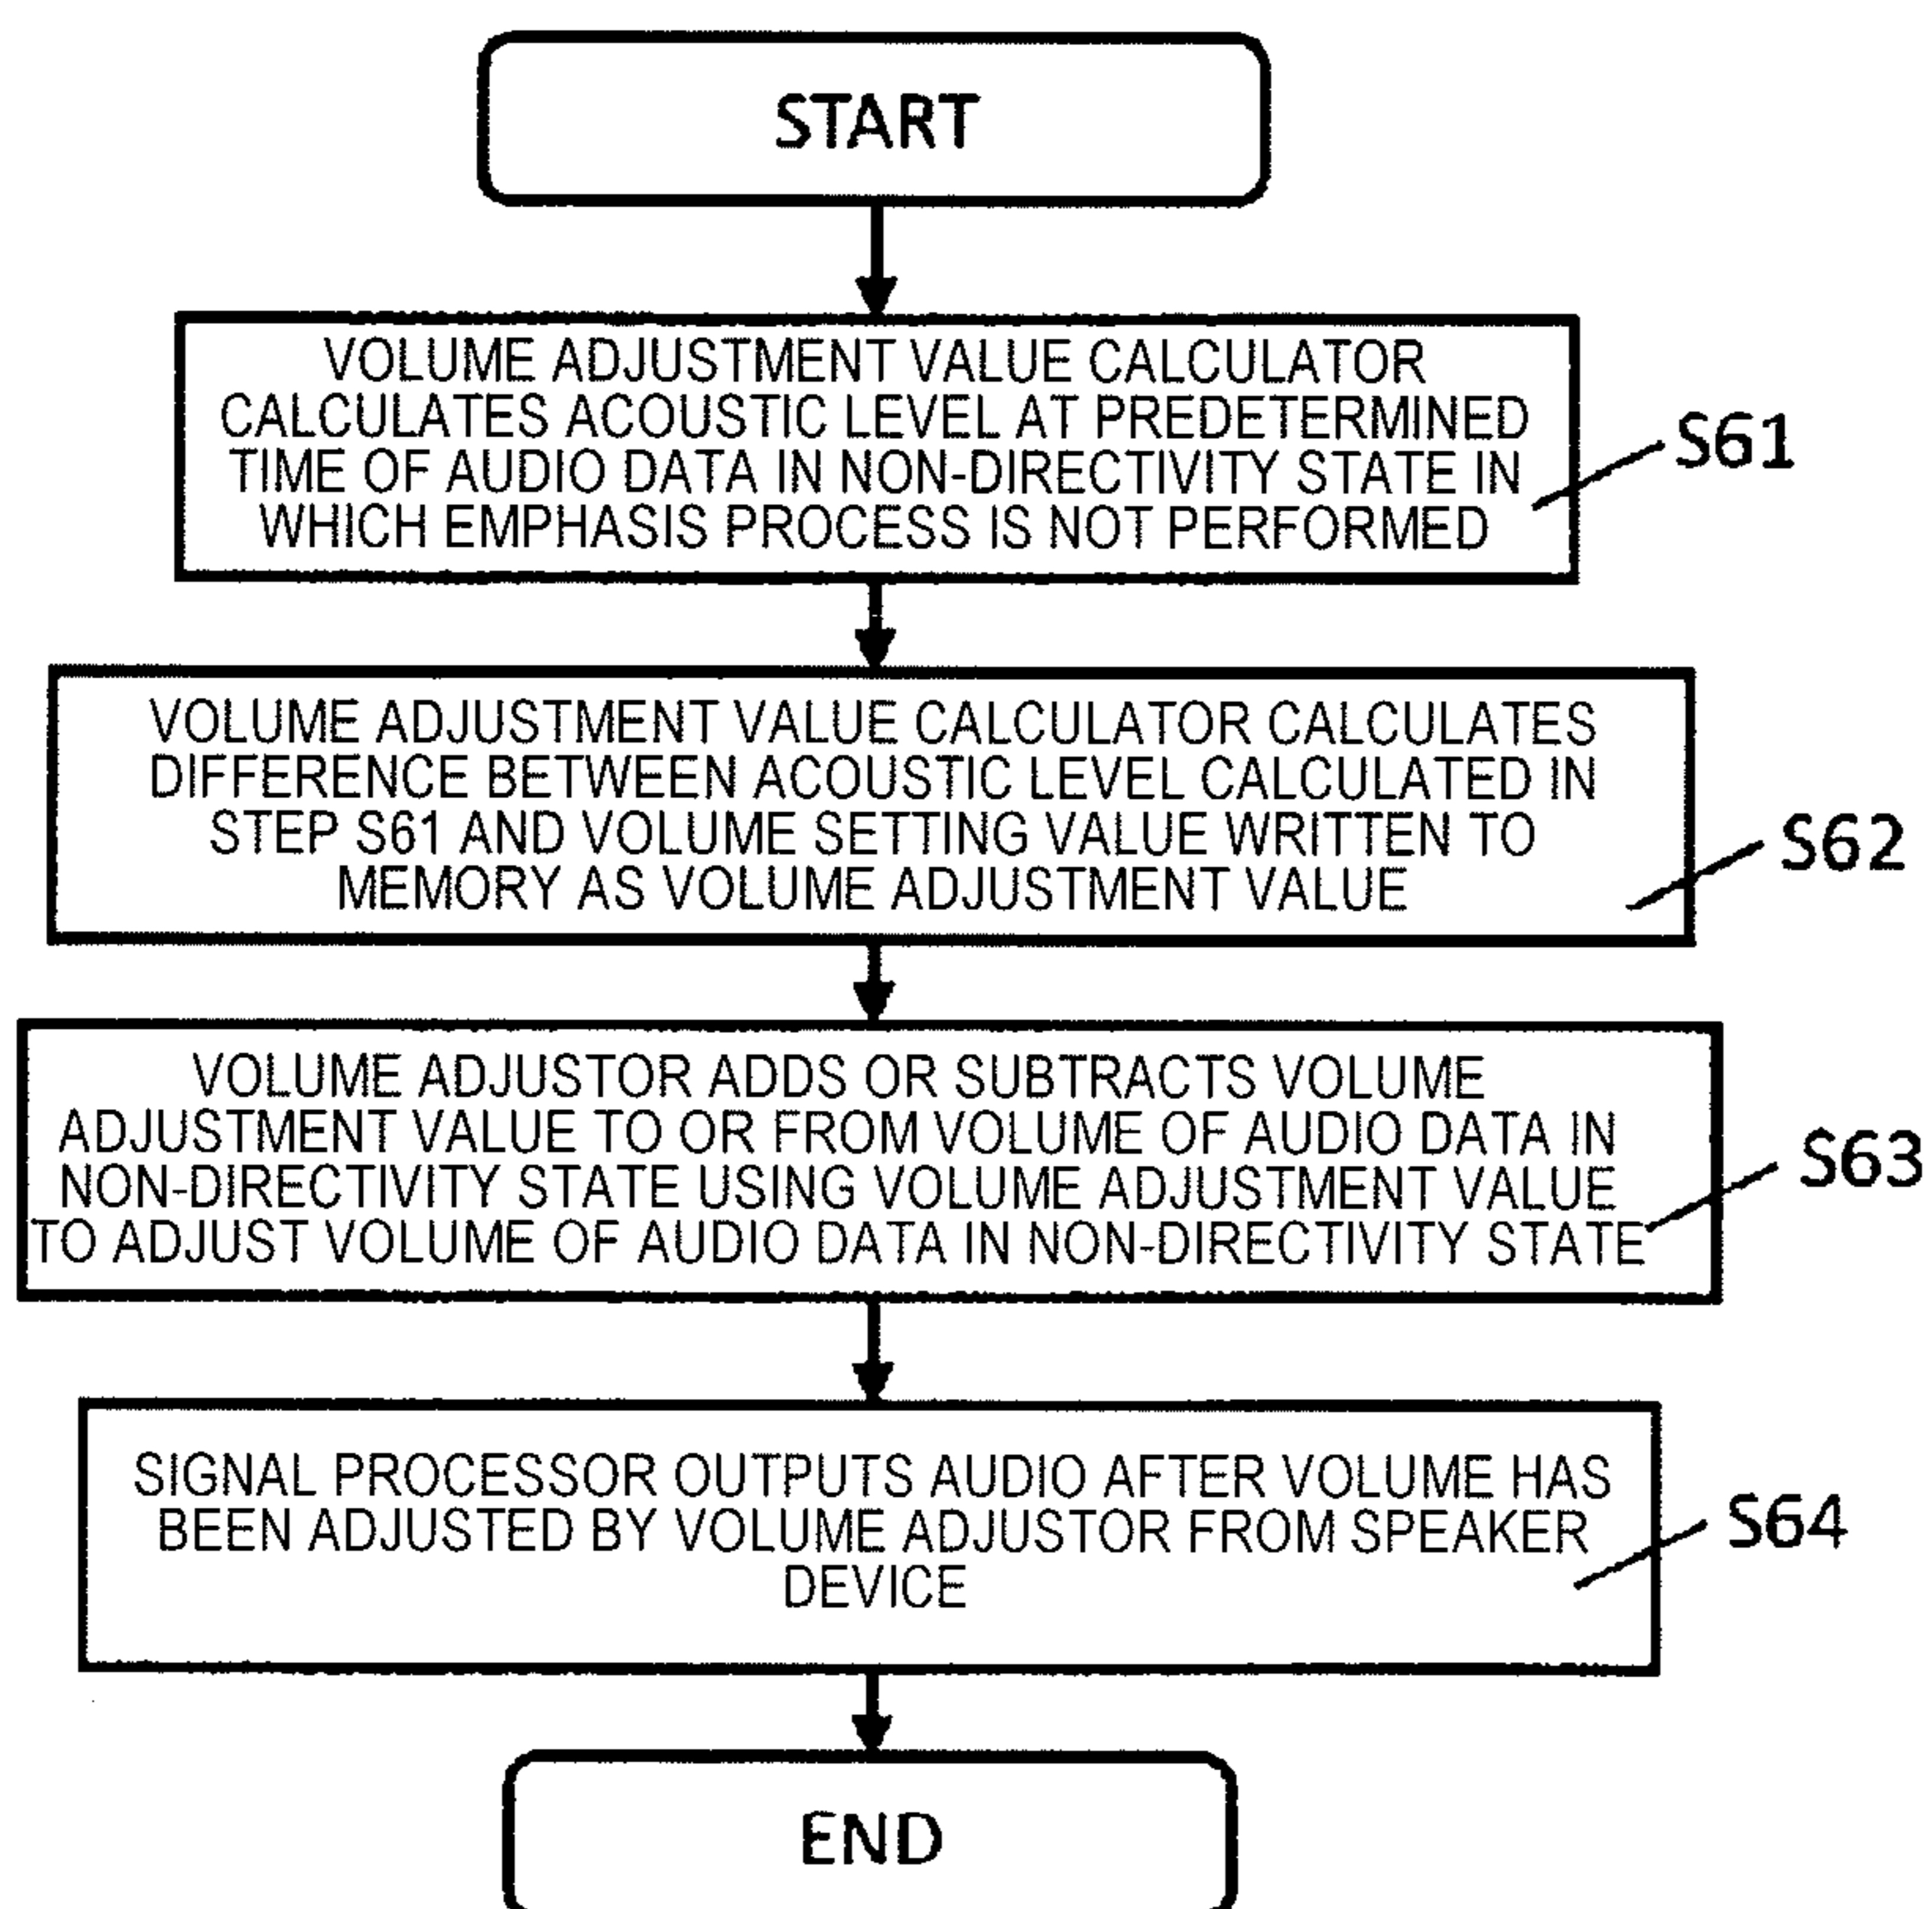 START
VOLUME ADJUSTMENT VALUE CALCULATOR
CALCULATES ACOUSTIC LEVEL AT PREDETERMINED
TIME OF AUDIO DATA IN NON-DIRECTIVITY STATE IN
WHICH EMPHASIS PROCESS IS NOT PERFORMED
S61
VOLUME ADJUSTMENT VALUE CALCULATOR CALCULATES
DIFFERENCE BETWEEN ACOUSTIC LEVEL CALCULATED IN
STEP S61 AND VOLUME SETTING VALUE WRITTEN TO
MEMORY AS VOLUME ADJUSTMENT VALUE
S62
VOLUME ADJUSTOR ADDS OR SUBTRACTS VOLUME
ADJUSTMENT VALUE TO OR FROM VOLUME OF AUDIO DATA IN
NON-DIRECTIVITY STATE USING VOLUME ADJUSTMENT VALUE
TO ADJUST VOLUME OF AUDIO DATA IN NON-DIRECTIVITY STATE
S63
SIGNAL PROCESSOR OUTPUTS AUDIO AFTER VOLUME HAS
BEEN ADJUSTED BY VOLUME ADJUSTOR FROM SPEAKER
DEVICE
S64
END